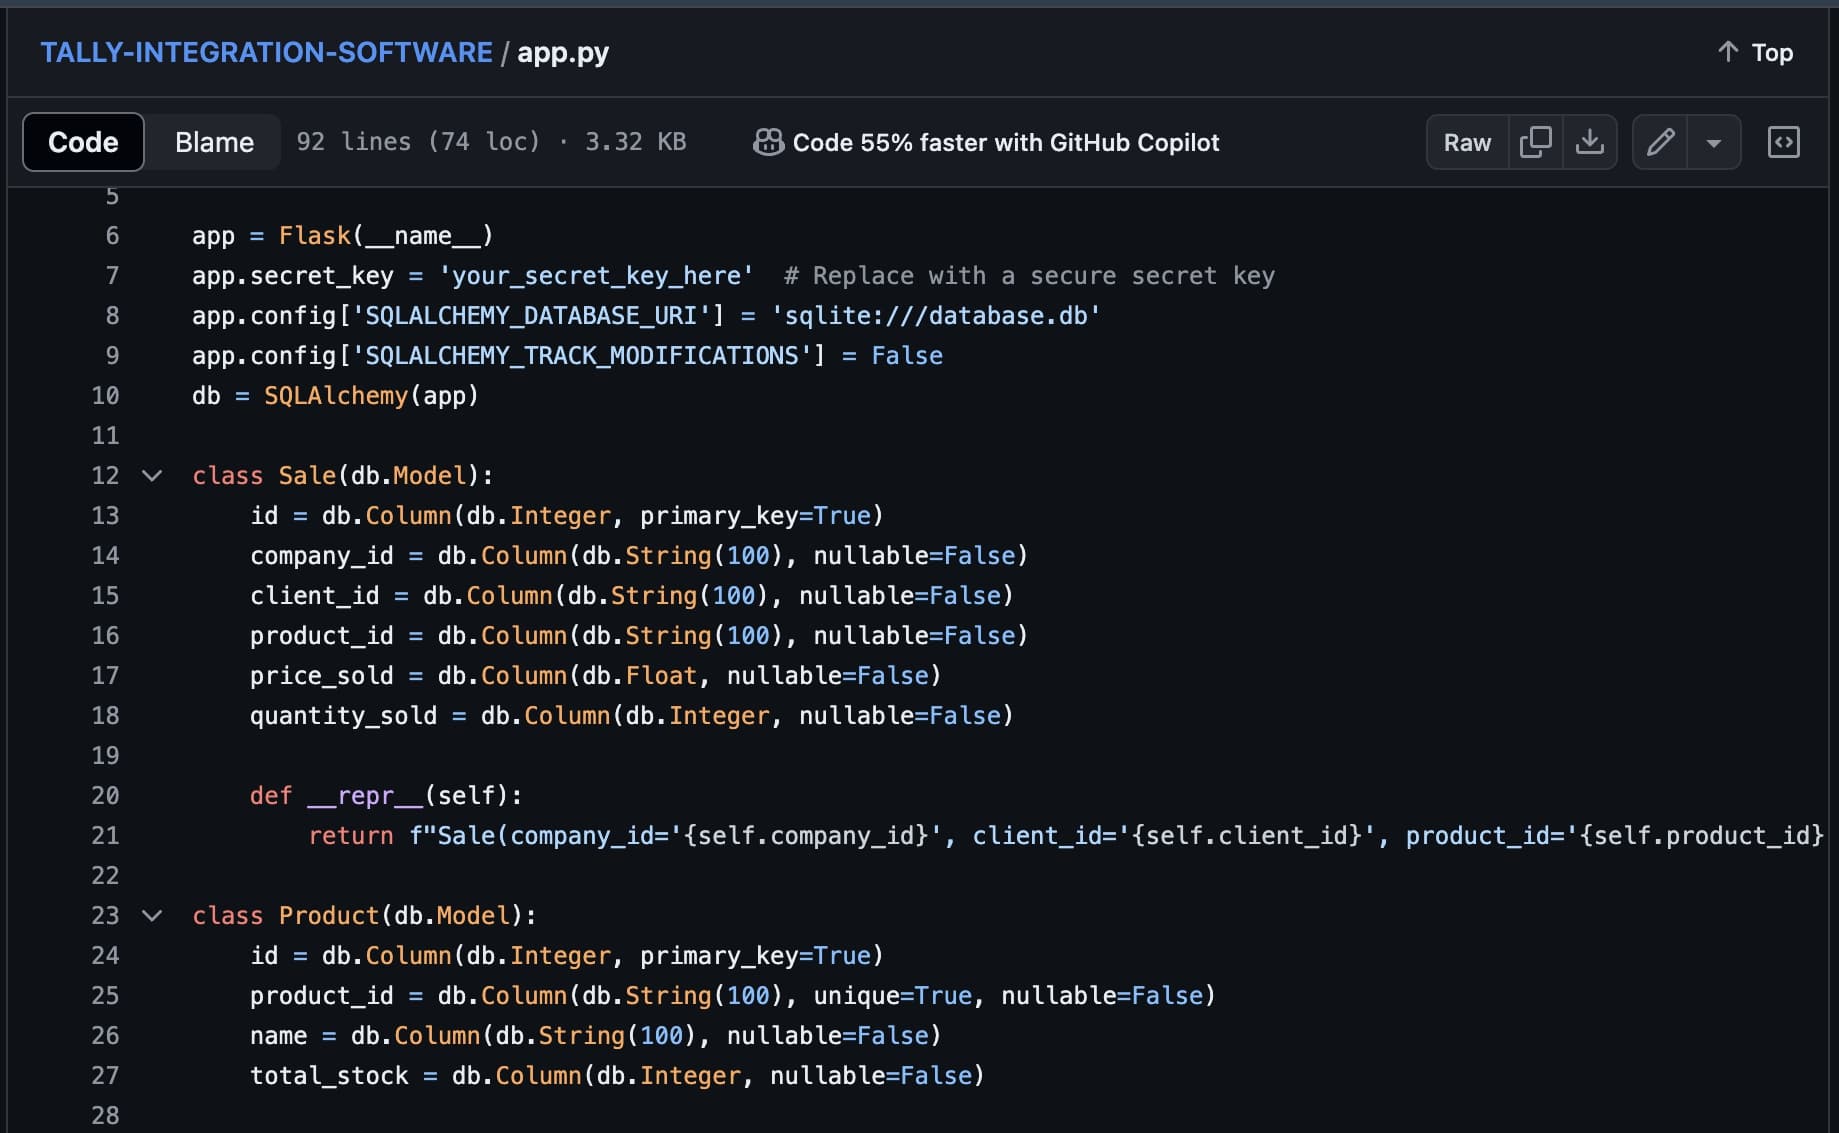 TALLY-INTEGRATION-SOFTWARE / app.py
Top
Code Blame 92 lines (74 loc) · 3.32 KB Code 55% faster with GitHub Copilot Raw
5
6 app = Flask(__name__)
7 app.secret_key = 'your_secret_key_here'  # Replace with a secure secret key
8 app.config['SQLALCHEMY_DATABASE_URI'] = 'sqlite:///database.db'
9 app.config['SQLALCHEMY_TRACK_MODIFICATIONS'] = False
10 db = SQLAlchemy(app)
11
12 class Sale(db.Model):
13     id = db.Column(db.Integer, primary_key=True)
14     company_id = db.Column(db.String(100), nullable=False)
15     client_id = db.Column(db.String(100), nullable=False)
16     product_id = db.Column(db.String(100), nullable=False)
17     price_sold = db.Column(db.Float, nullable=False)
18     quantity_sold = db.Column(db.Integer, nullable=False)
19
20     def __repr__(self):
21         return f"Sale(company_id='{self.company_id}', client_id='{self.client_id}', product_id='{self.product_id}
22
23 class Product(db.Model):
24     id = db.Column(db.Integer, primary_key=True)
25     product_id = db.Column(db.String(100), unique=True, nullable=False)
26     name = db.Column(db.String(100), nullable=False)
27     total_stock = db.Column(db.Integer, nullable=False)
28